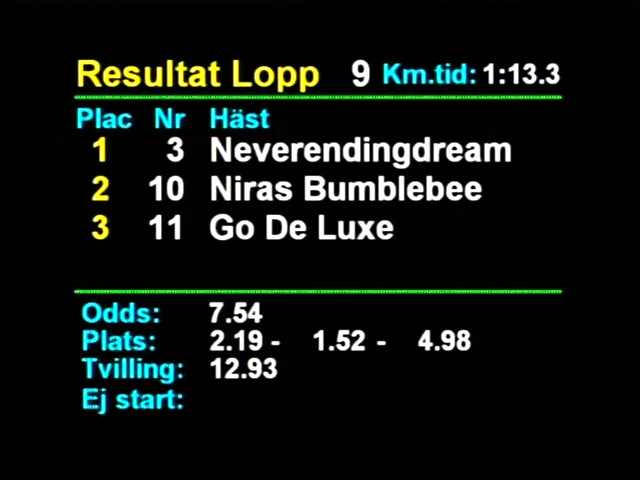 Resultat Lopp 9 Km.tid: 1:13.3
Plac Nr Häst
1 3 Neverendingdream
2 10 Niras Bumblebee
3 11 Go De Luxe
Odds: 7.54
Plats: 2.19 - 1.52 - 4.98
Tvilling: 12.93
Ej start: